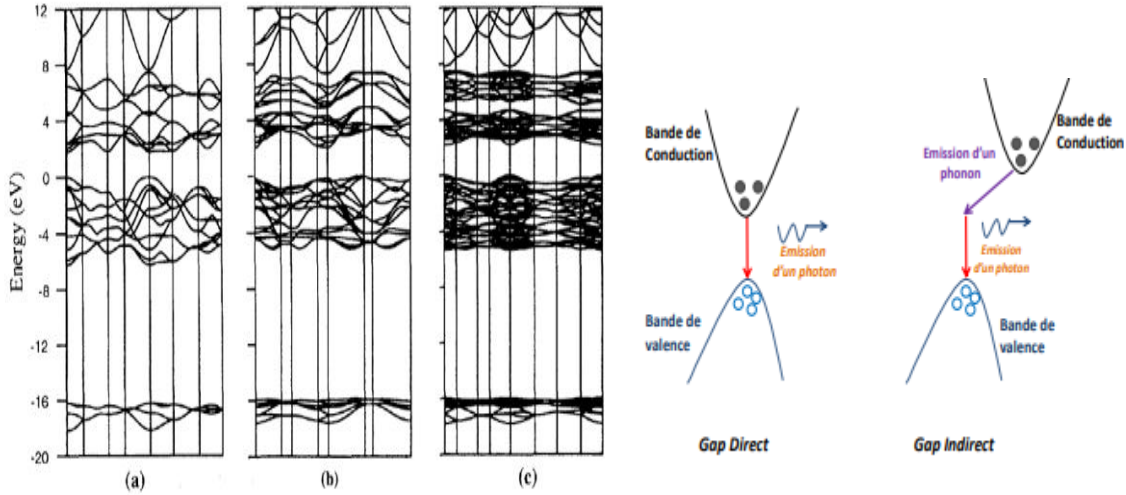 12
8
4
0
-4
-8
-12
-16
-20
Energy (eV)
(a)
(b)
(c)
Bande de
Conduction
Emission
d'un photon
Bande de
valence
Gap Direct
Emission d'un
phonon
Bande de
Conduction
Emission
d'un photon
Bande de
valence
Gap Indirect